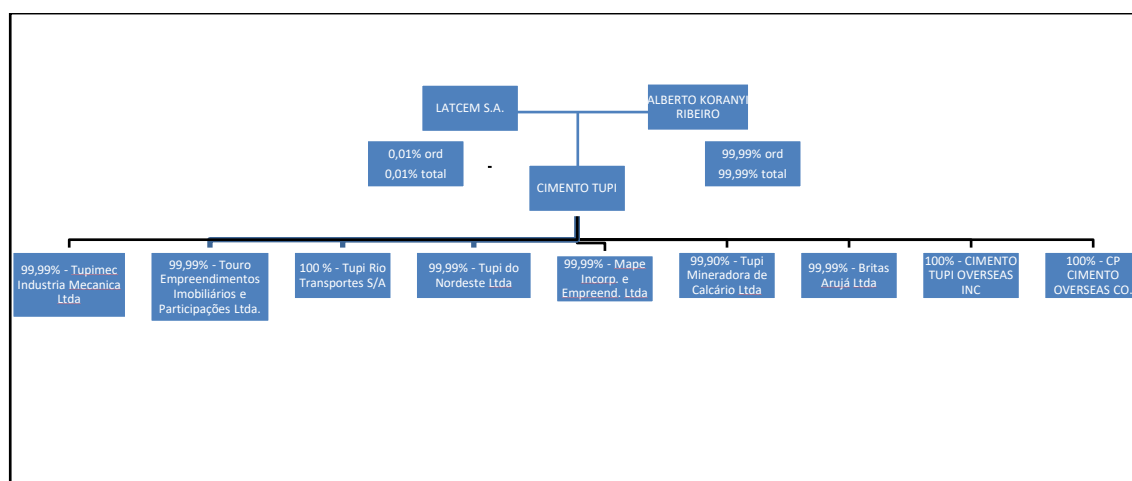 LATCEM S.A.
ALBERTO KORANYI
RIBEIRO
0,01% ord
0,01% total
-
99,99% ord
99,99% total
CIMENTO TUPI
99,99% - Tupimec
Industria Mecanica
Ltda
99,99% - Touro
Empreendimentos
Imobiliários e
Participações Ltda.
100 % - Tupi Rio
Transportes S/A
99,99% - Tupi do
Nordeste Ltda
99,99% - Mape
Incorp. e
Empreend. Ltda
99,90% - Tupi
Mineradora de
Calcário Ltda
99,99% - Britas
Arujá Ltda
100% - CIMENTO
TUPI OVERSEAS
INC
100% - CP
CIMENTO
OVERSEAS CO.